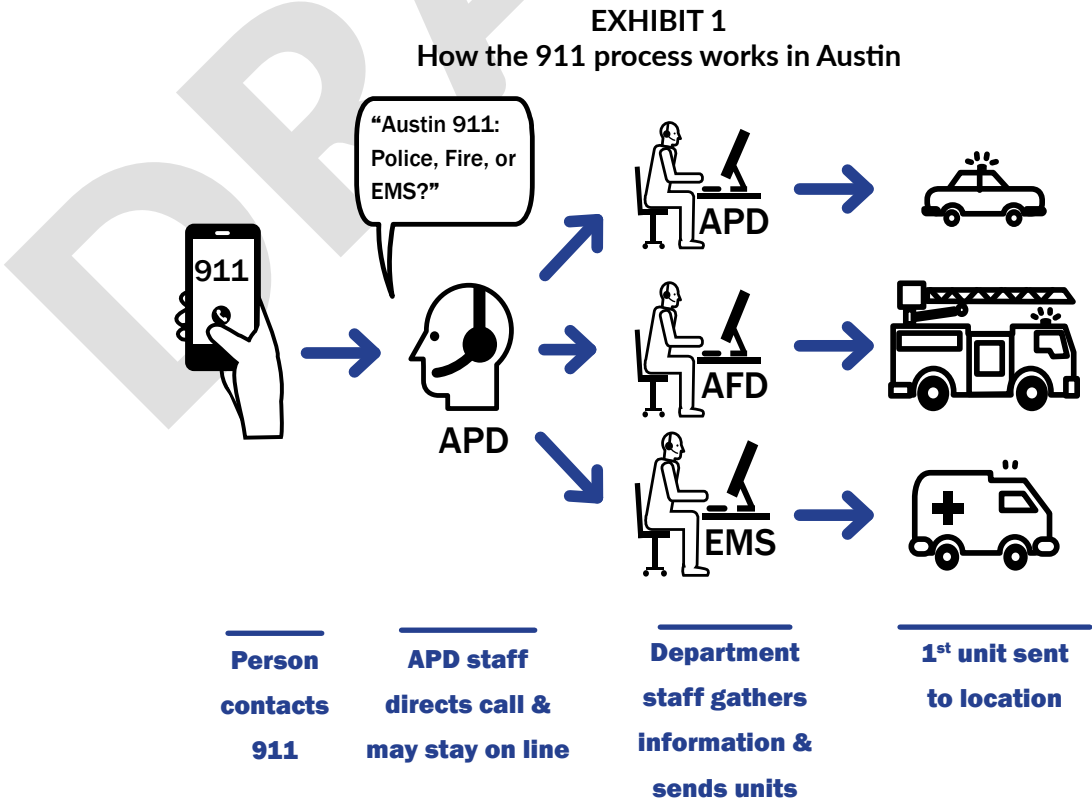 EXHIBIT 1
How the 911 process works in Austin
“Austin 911:
Police, Fire, or
EMS?”
911
APD
APD
AFD
EMS
Person
contacts
911
APD staff
directs call &
may stay on line
Department
staff gathers
information &
sends units
1st unit sent
to location